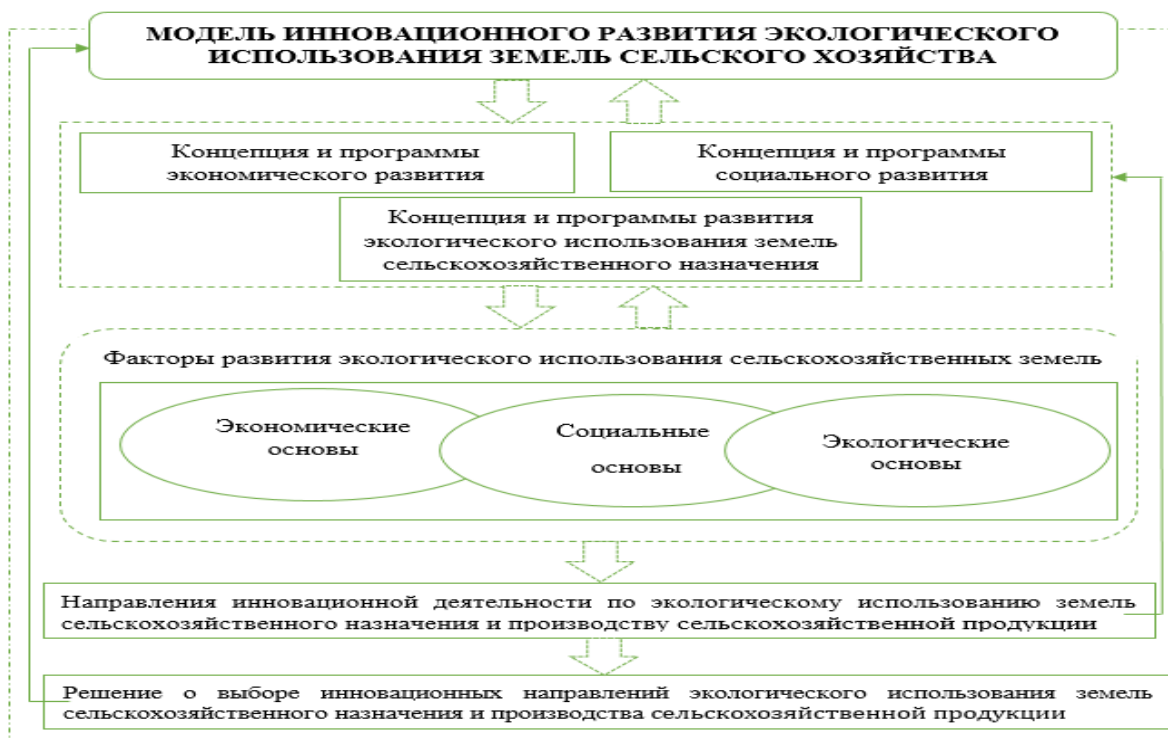 МОДЕЛЬ ИННОВАЦИОННОГО РАЗВИТИЯ ЭКОЛОГИЧЕСКОГО
ИСПОЛЬЗОВАНИЯ ЗЕМЕЛЬ СЕЛЬСКОГО ХОЗЯЙСТВА
Концепция и программы
экономического развития
Концепция и программы
социального развития
Концепция и программы развития
экологического использования земель
сельскохозяйственного назначения
Факторы развития экологического использования сельскохозяйственных земель
Экономические
основы
Социальные
основы
Экологические
основы
Направления инновационной деятельности по экологическому использованию земель
сельскохозяйственного назначения и производству сельскохозяйственной продукции
Решение о выборе инновационных направлений экологического использования земель
сельскохозяйственного назначения и производства сельскохозяйственной продукции